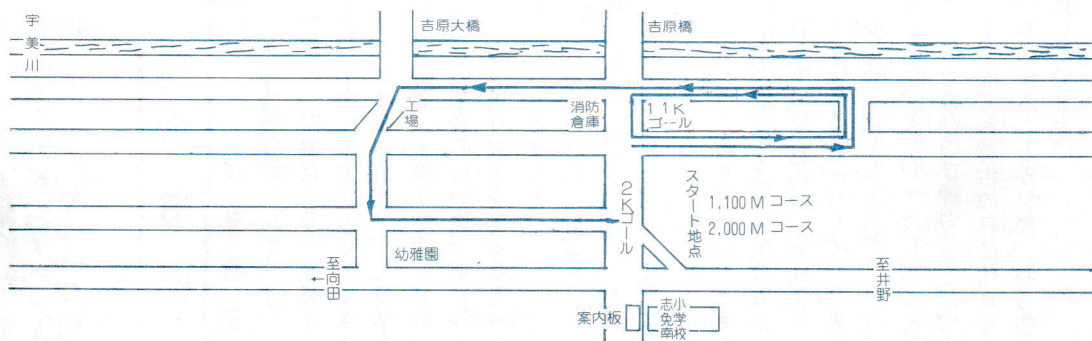 宇美川
吉原大橋
吉原橋
工場
消防
倉庫
1 1K
ゴール
2Kゴール
スタート地点
1,100 M コース
2,000 M コース
幼稚園
←至向田
至井野
案内板
志免南
小学校